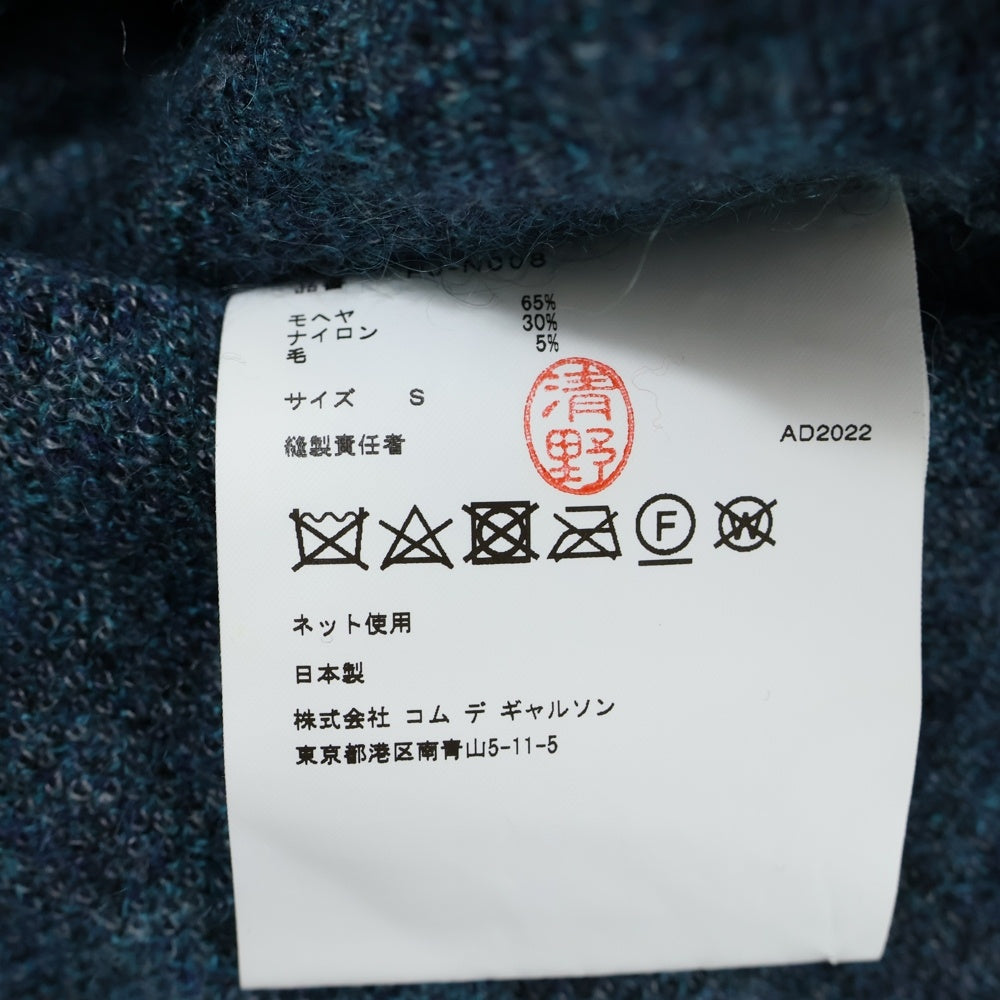 モヘヤ 65%
ナイロン 30%
毛 5%
サイズ S
縫製責任者
清野
AD2022
F
W
ネット使用
日本製
株式会社 コム デ ギャルソン
東京都港区南青山5-11-5